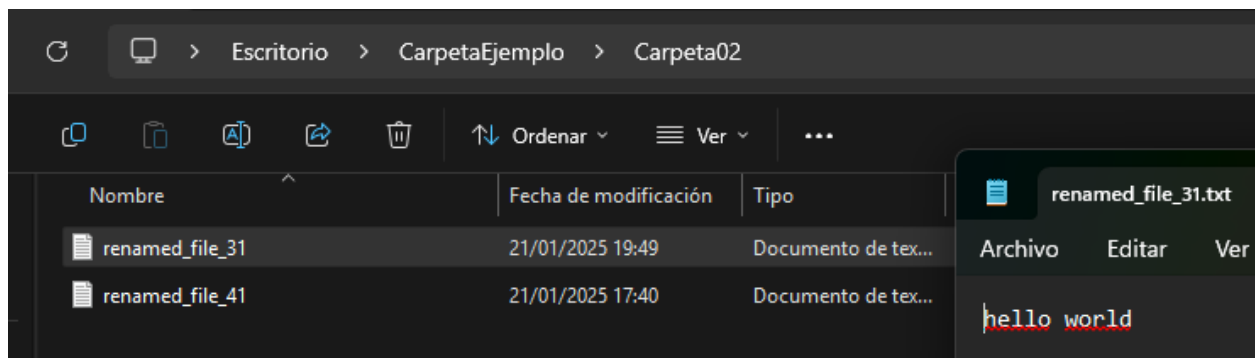 Escritorio > CarpetaEjemplo > Carpeta02
Ordenar Ver ...
Nombre Fecha de modificación Tipo
renamed_file_31 21/01/2025 19:49 Documento de tex...
renamed_file_41 21/01/2025 17:40 Documento de tex...
renamed_file_31.txt
Archivo Editar Ver
hello world